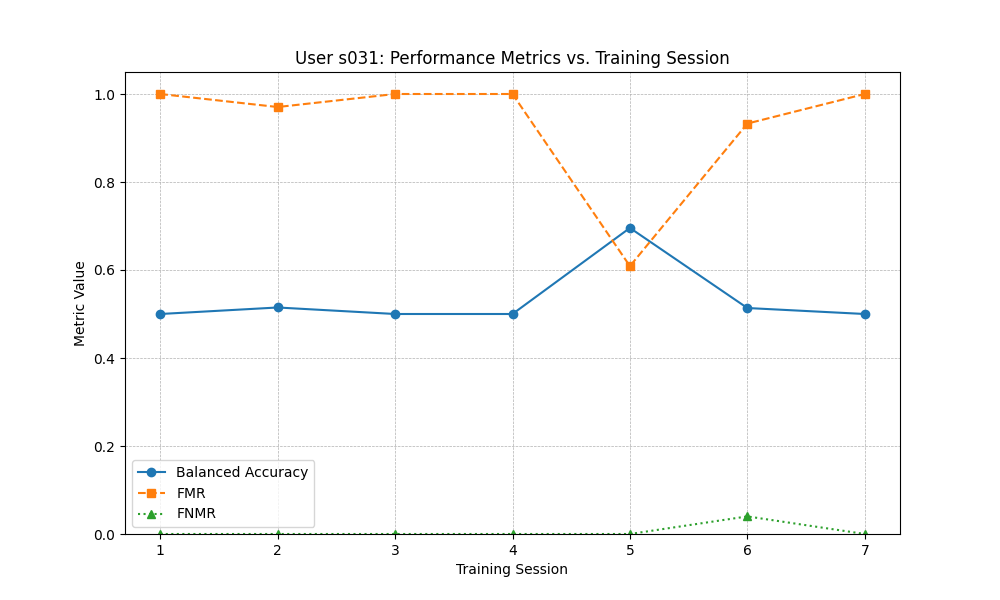 User s031: Performance Metrics vs. Training Session
1.0
0.8
0.6
0.4
0.2
0.0
Metric Value
Balanced Accuracy
FMR
FNMR
1 2 3 4 5 6 7
Training Session